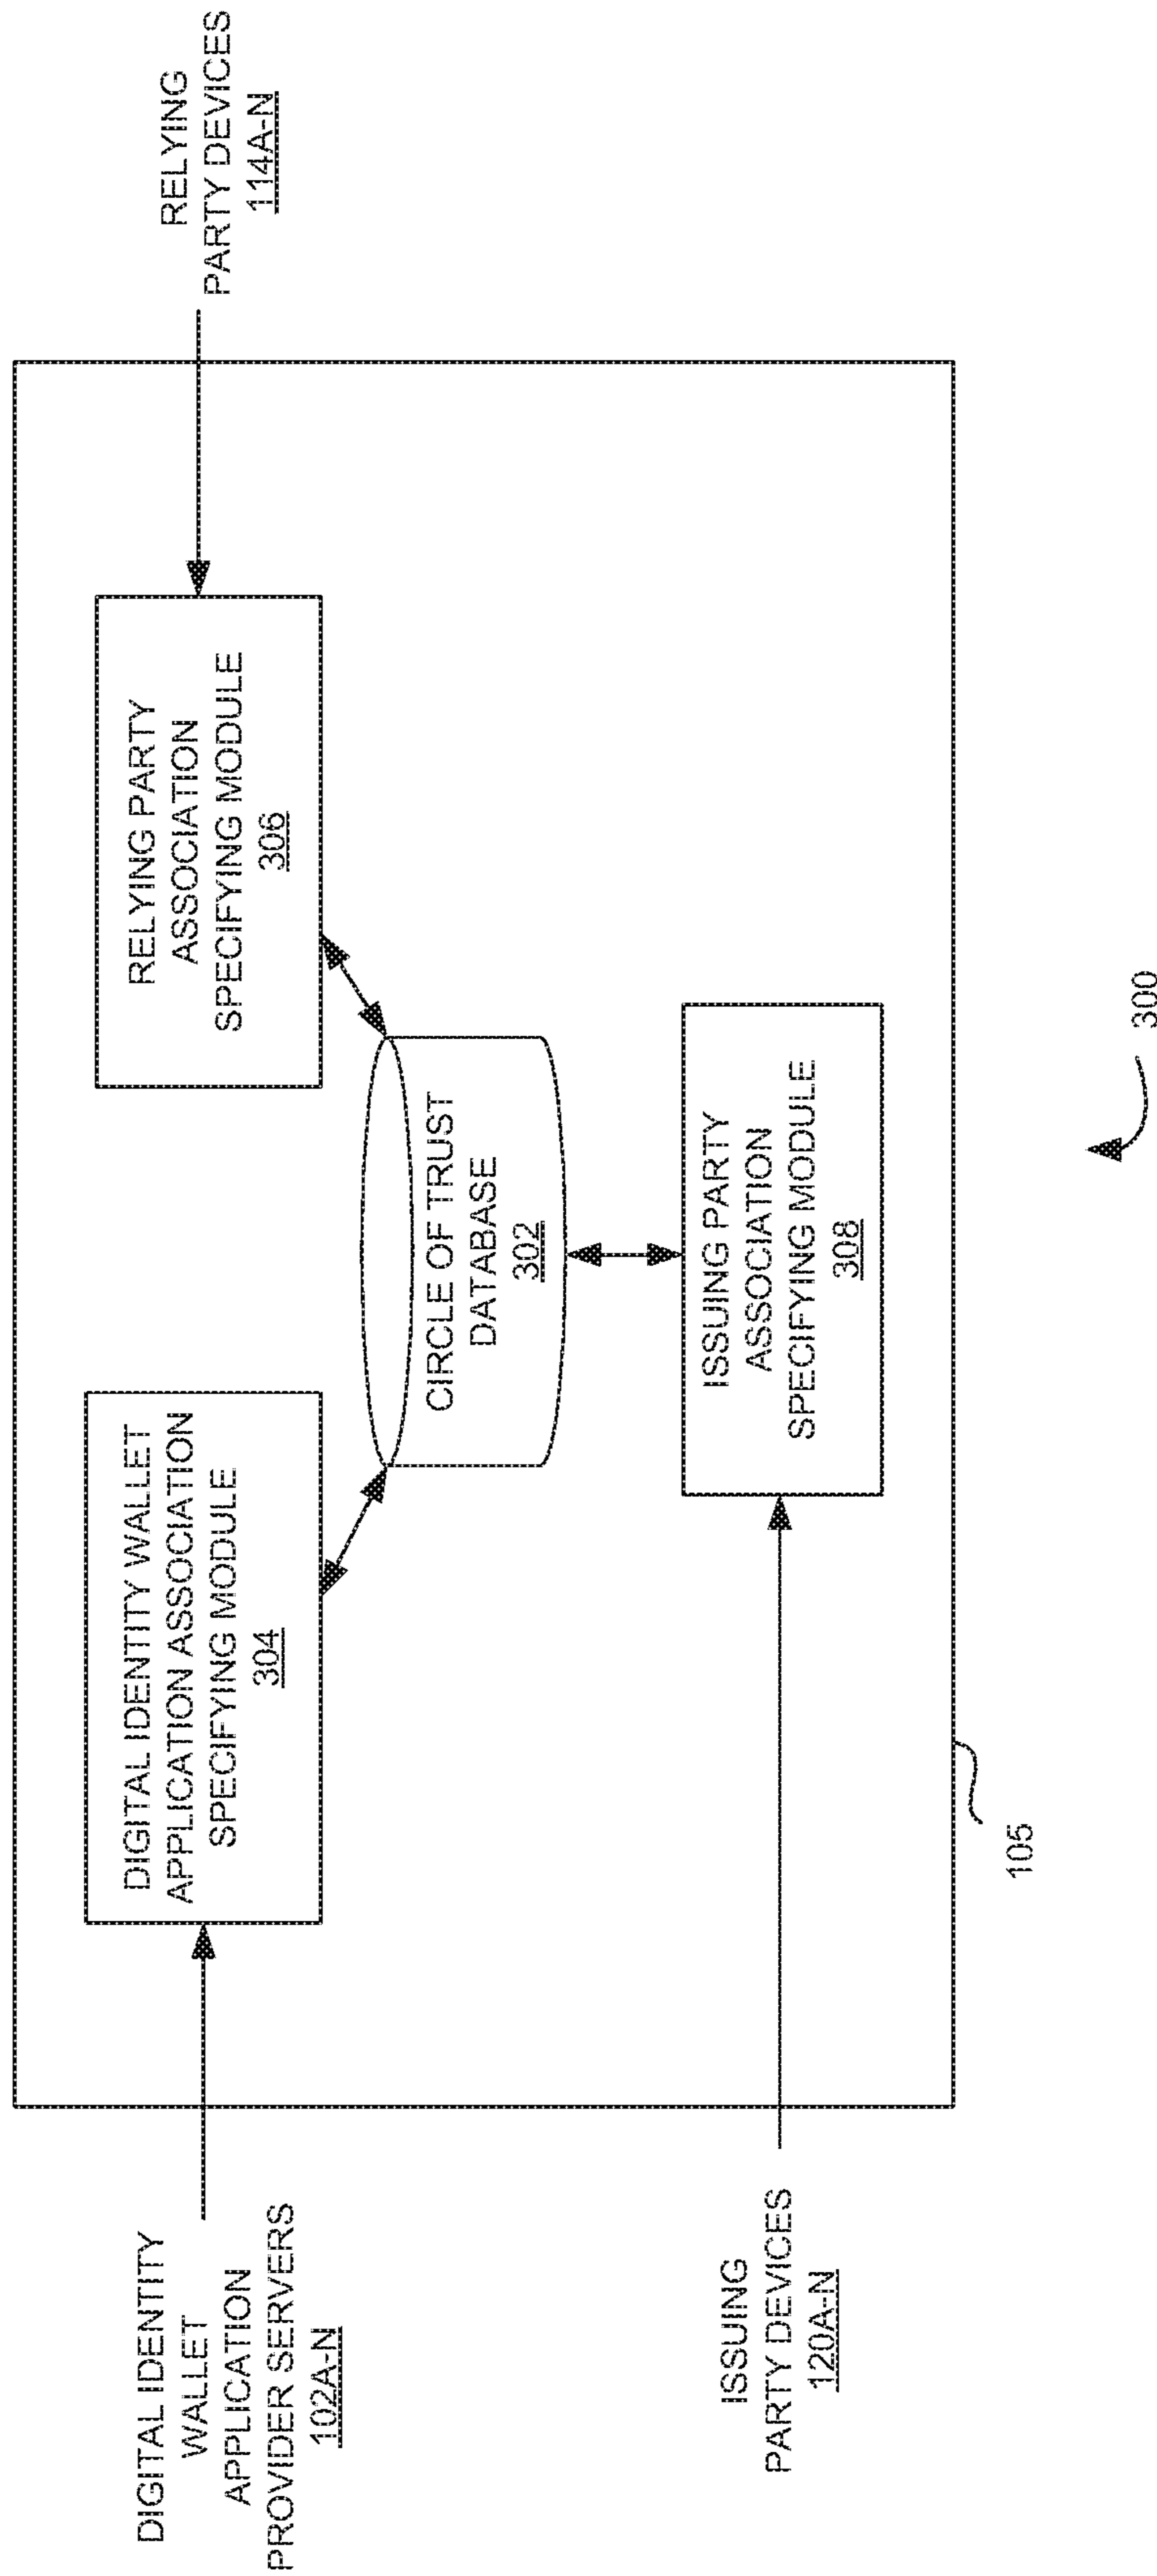 DIGITAL IDENTITY
WALLET
APPLICATION
PROVIDER SERVERS
102A-N
DIGITAL IDENTITY WALLET
APPLICATION ASSOCIATION
SPECIFYING MODULE
304
RELYING PARTY
ASSOCIATION
SPECIFYING MODULE
306
RELYING
PARTY DEVICES
114A-N
CIRCLE OF TRUST
DATABASE
302
ISSUING
PARTY DEVICES
120A-N
ISSUING PARTY
ASSOCIATION
SPECIFYING MODULE
308
105
300